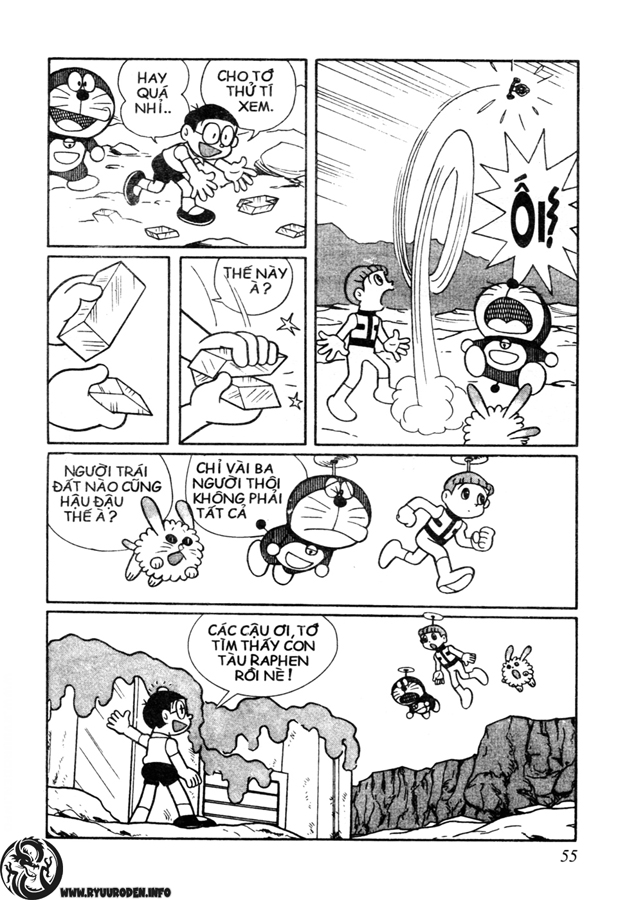 HAY
QUÁ
NHỈ..
CHO TỚ
THỬ TÍ
XEM.
THẾ NÀY
À?
ỐI!!
NGƯỜI TRÁI
ĐẤT NÀO CŨNG
HẬU ĐẬU
THẾ À?
CHỈ VÀI BA
NGƯỜI THÔI
KHÔNG PHẢI
TẤT CẢ
CÁC CẬU ƠI, TỚ
TÌM THẤY CON
TÀU RAPHEN
RỒI NÈ!
55
WWW.RYUURODEN.INFO